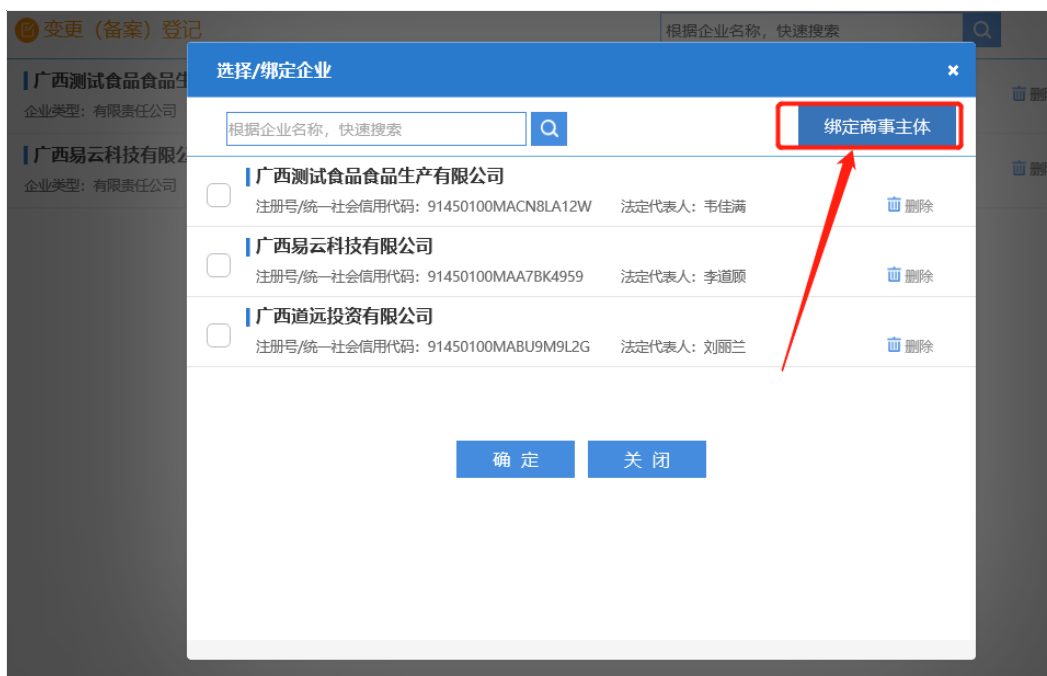 变更（备案）登记
根据企业名称，快速搜索
广西测试食品食品生
企业类型：有限责任公司
删
广西易云科技有限公
企业类型：有限责任公司
删
选择/绑定企业
×
根据企业名称，快速搜索
绑定商事主体
广西测试食品食品生产有限公司
注册号/统一社会信用代码：91450100MACN8LA12W 法定代表人：韦佳满 删除
广西易云科技有限公司
注册号/统一社会信用代码：91450100MAA7BK4959 法定代表人：李道顾 删除
广西道远投资有限公司
注册号/统一社会信用代码：91450100MABU9M9L2G 法定代表人：刘丽兰 删除
确 定
关 闭